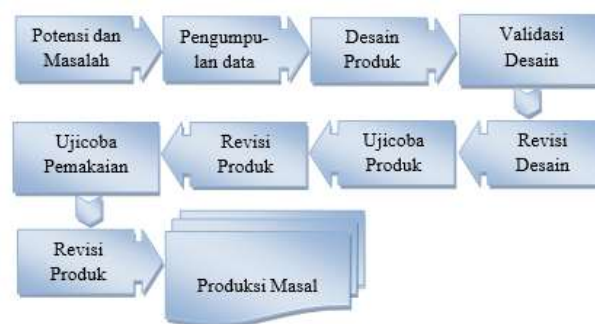 Potensi dan
Masalah
Pengumpu-
lan data
Desain
Produk
Validasi
Desain
Revisi
Desain
Ujicoba
Produk
Revisi
Produk
Ujicoba
Pemakaian
Revisi
Produk
Produksi Masal